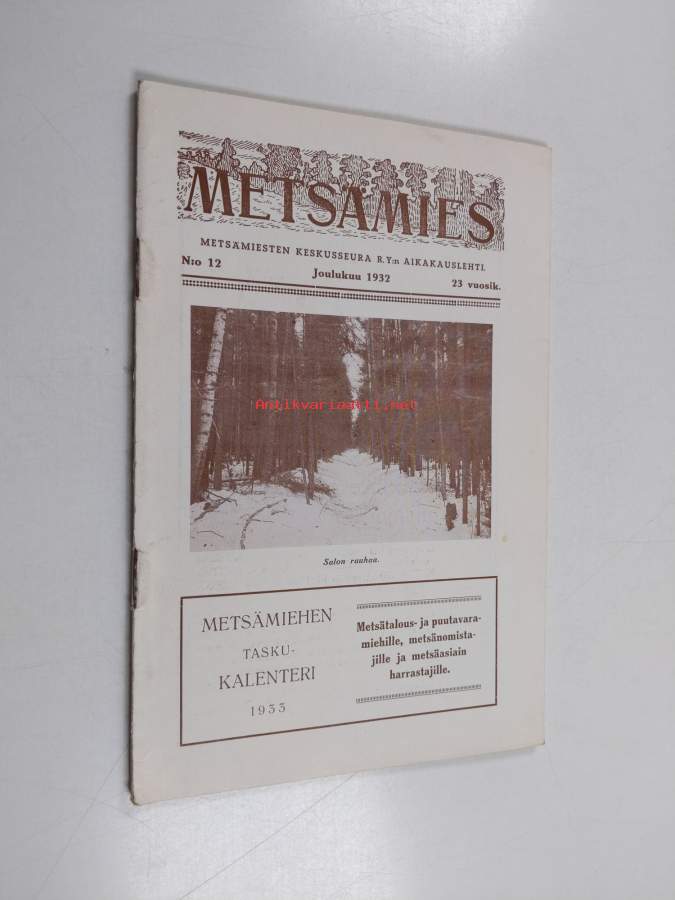 METSÄMIES
METSÄMIESTEN KESKUSSEURA R.Y:n AIKAKAUSLEHTI.
N:o 12 Joulukuu 1932 23 vuosik.
Antikvariaatti.net
Salon rauhaa.
METSÄMIEHEN
TASKU-
KALENTERI
1933
Metsätalous- ja puutavara-
miehille, metsänomista-
jille ja metsäasiain
harrastajille.